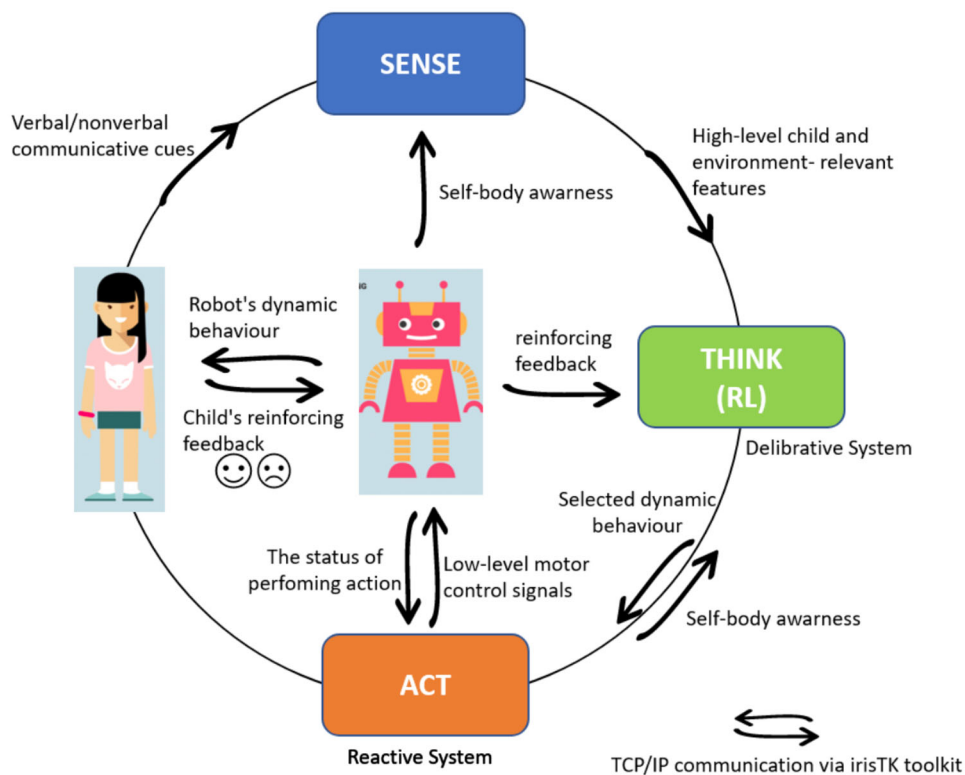 SENSE
Verbal/nonverbal
communicative cues
High-level child and
environment- relevant
features
Self-body awarness
NG
Robot's dynamic
behaviour
reinforcing
feedback
THINK
(RL)
Child's reinforcing
feedback
Delibrative System
Selected dynamic
behaviour
The status of
perfoming action
Low-level motor
control signals
Self-body awarness
ACT
Reactive System
TCP/IP communication via irisTK toolkit